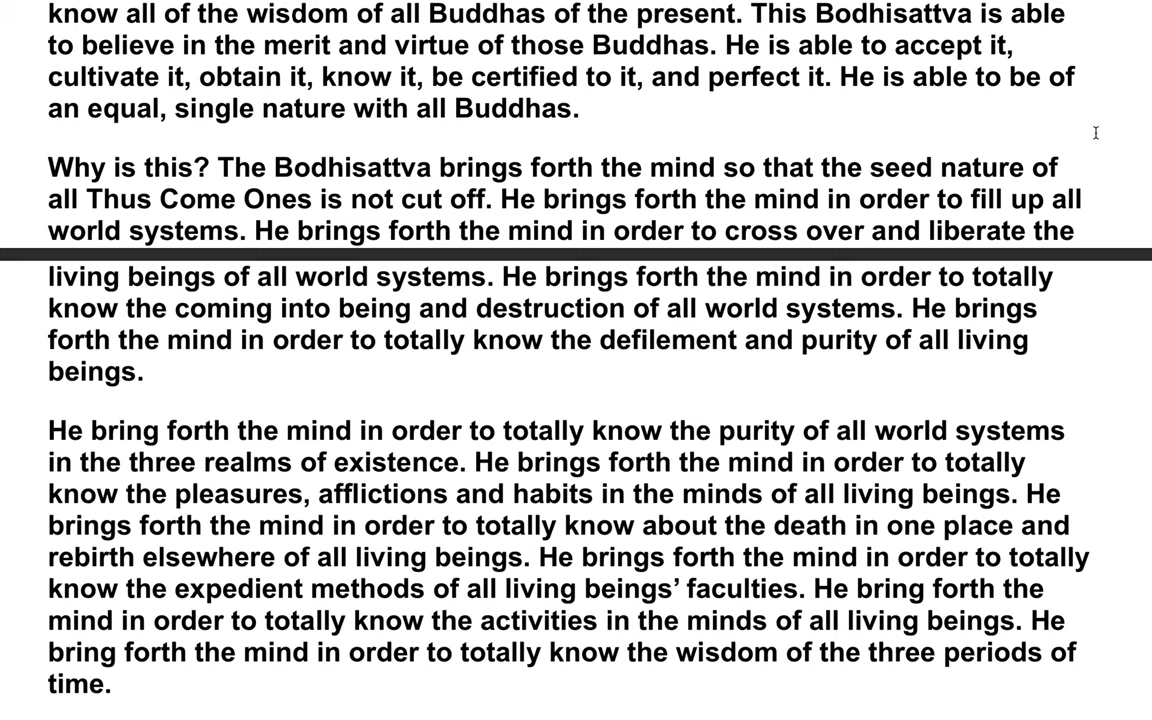 know all of the wisdom of all Buddhas of the present. This Bodhisattva is able
to believe in the merit and virtue of those Buddhas. He is able to accept it,
cultivate it, obtain it, know it, be certified to it, and perfect it. He is able to be of
an equal, single nature with all Buddhas.
Why is this? The Bodhisattva brings forth the mind so that the seed nature of
all Thus Come Ones is not cut off. He brings forth the mind in order to fill up all
world systems. He brings forth the mind in order to cross over and liberate the
living beings of all world systems. He brings forth the mind in order to totally
know the coming into being and destruction of all world systems. He brings
forth the mind in order to totally know the defilement and purity of all living
beings.
He bring forth the mind in order to totally know the purity of all world systems
in the three realms of existence. He brings forth the mind in order to totally
know the pleasures, afflictions and habits in the minds of all living beings. He
brings forth the mind in order to totally know about the death in one place and
rebirth elsewhere of all living beings. He brings forth the mind in order to totally
know the expedient methods of all living beings’ faculties. He bring forth the
mind in order to totally know the activities in the minds of all living beings. He
bring forth the mind in order to totally know the wisdom of the three periods of
time.